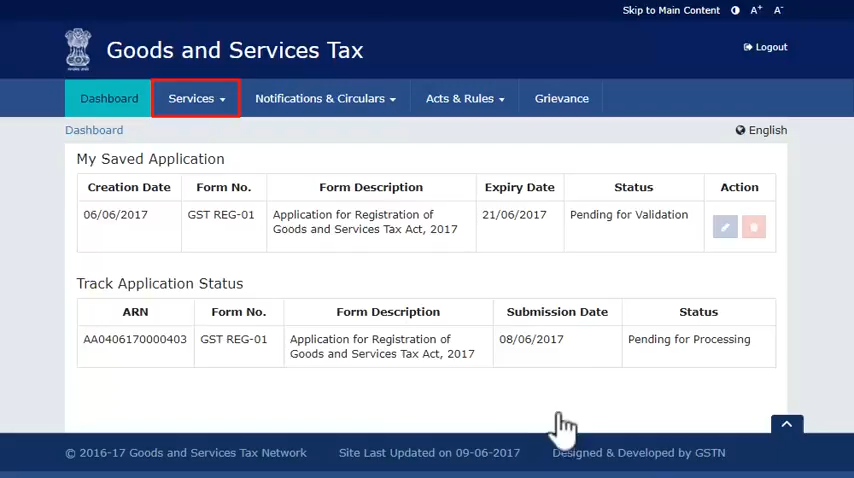 Skip to Main Content A+ A-
Goods and Services Tax
Logout
Dashboard Services Notifications & Circulars Acts & Rules Grievance
Dashboard
English
My Saved Application
Creation Date Form No. Form Description Expiry Date Status Action
06/06/2017 GST REG-01 Application for Registration of 21/06/2017 Pending for Validation
Goods and Services Tax Act, 2017
Track Application Status
ARN Form No. Form Description Submission Date Status
AA0406170000403 GST REG-01 Application for Registration of 08/06/2017 Pending for Processing
Goods and Services Tax Act, 2017
© 2016-17 Goods and Services Tax Network Site Last Updated on 09-06-2017 Designed & Developed by GSTN